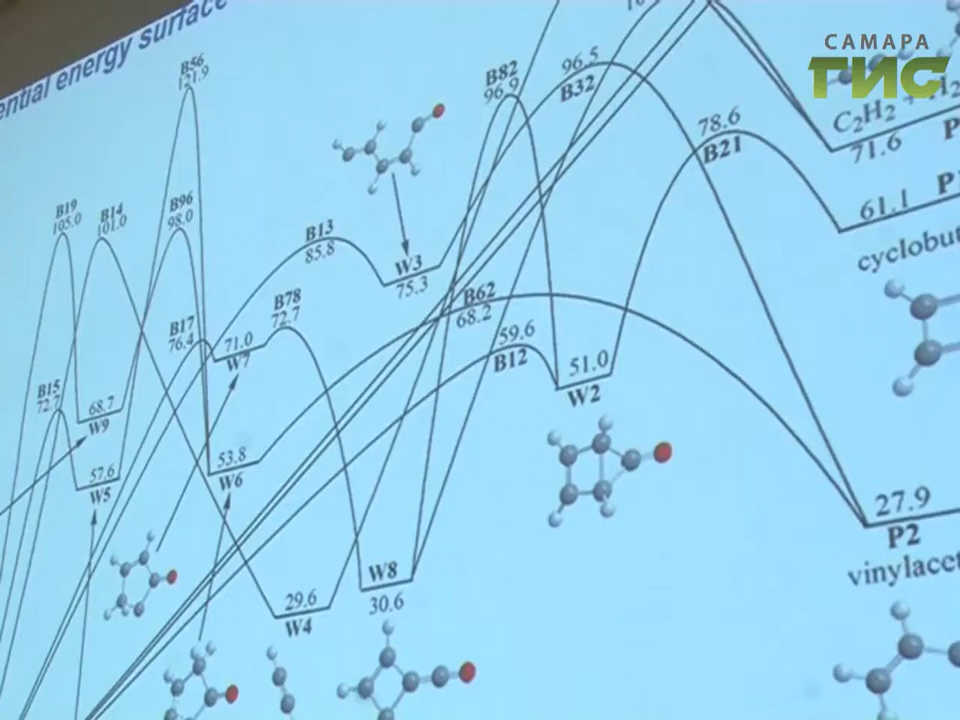 ential energy surface
B56
121.9
САМАРА
ГИС
B82
96.9
96.5
B32
78.6
B21
C₂H₂ +
71.6
61.1
cyclobut
B19
105.0
B14
101.0
B96
98.0
B13
85.8
W3
75.3
B78
72.7
B62
68.2
B17
76.4
71.0
W7
59.6
B12
51.0
W2
B15
72.7
68.7
W9
57.6
W5
53.8
W6
27.9
P2
vinylacet
W8
30.6
29.6
W4